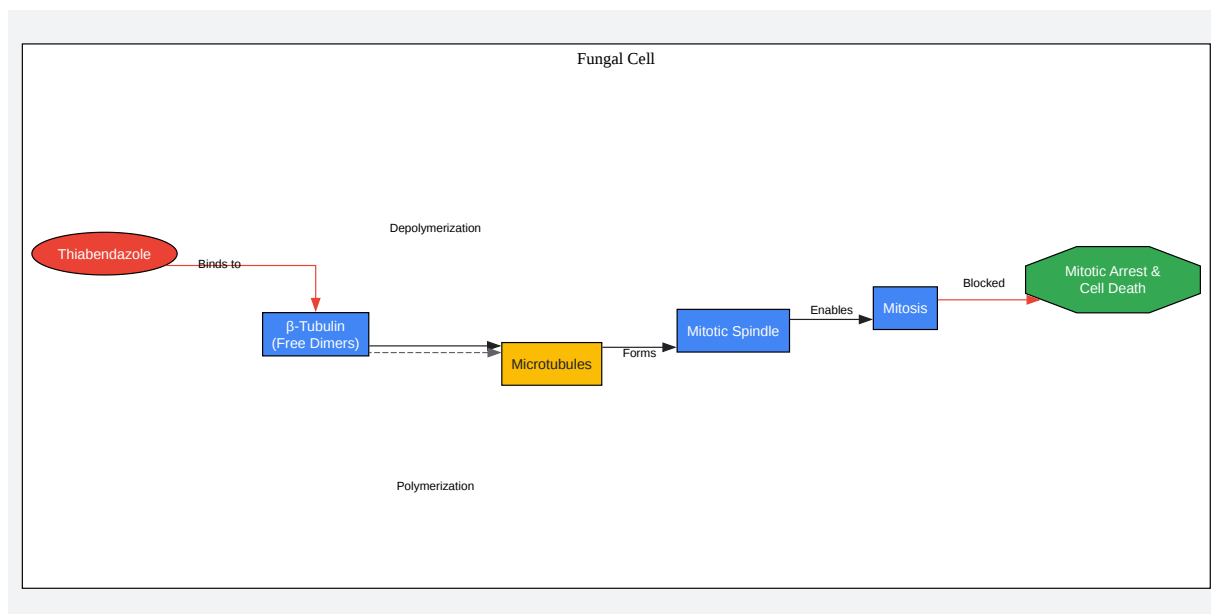 Fungal Cell
Depolymerization
Thiabendazole
Binds to
β-Tubulin
(Free Dimers)
Microtubules
Forms
Mitotic Spindle
Enables
Mitosis
Blocked
Mitotic Arrest &
Cell Death
Polymerization